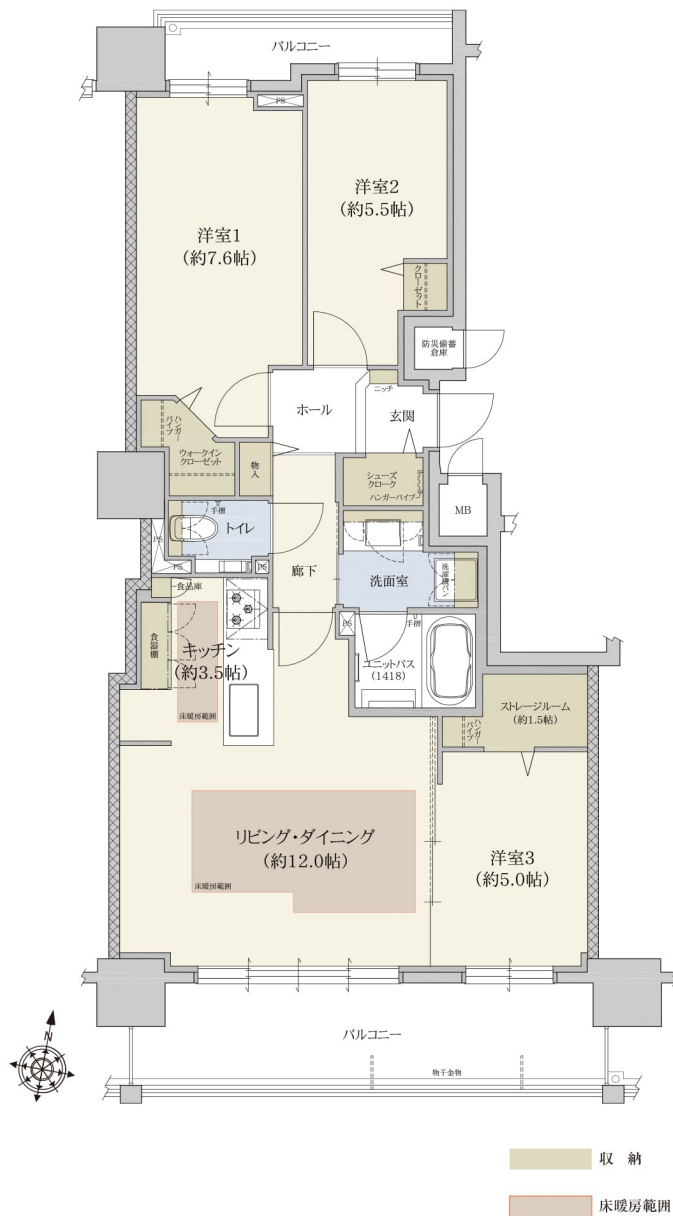 バルコニー
PS
洋室2
(約5.5帖)
洋室1
(約7.6帖)
クローゼット
防災備蓄
倉庫
ニッチ
ホール
玄関
ハンガー
パイプ
ウォークイン
クローゼット
物入
シューズ
クローク
ハンガーパイプ
MB
手摺
トイレ
PS
PS
PS
廊下
洗面室
洗濯機パン
食品庫
食器棚
キッチン
(約3.5帖)
床暖房範囲
PS
手摺
ユニットバス
(1418)
ストレージルーム
(約1.5帖)
ハンガー
パイプ
リビング・ダイニング
(約12.0帖)
床暖房範囲
洋室3
(約5.0帖)
N
バルコニー
物干金物
収 納
床暖房範囲